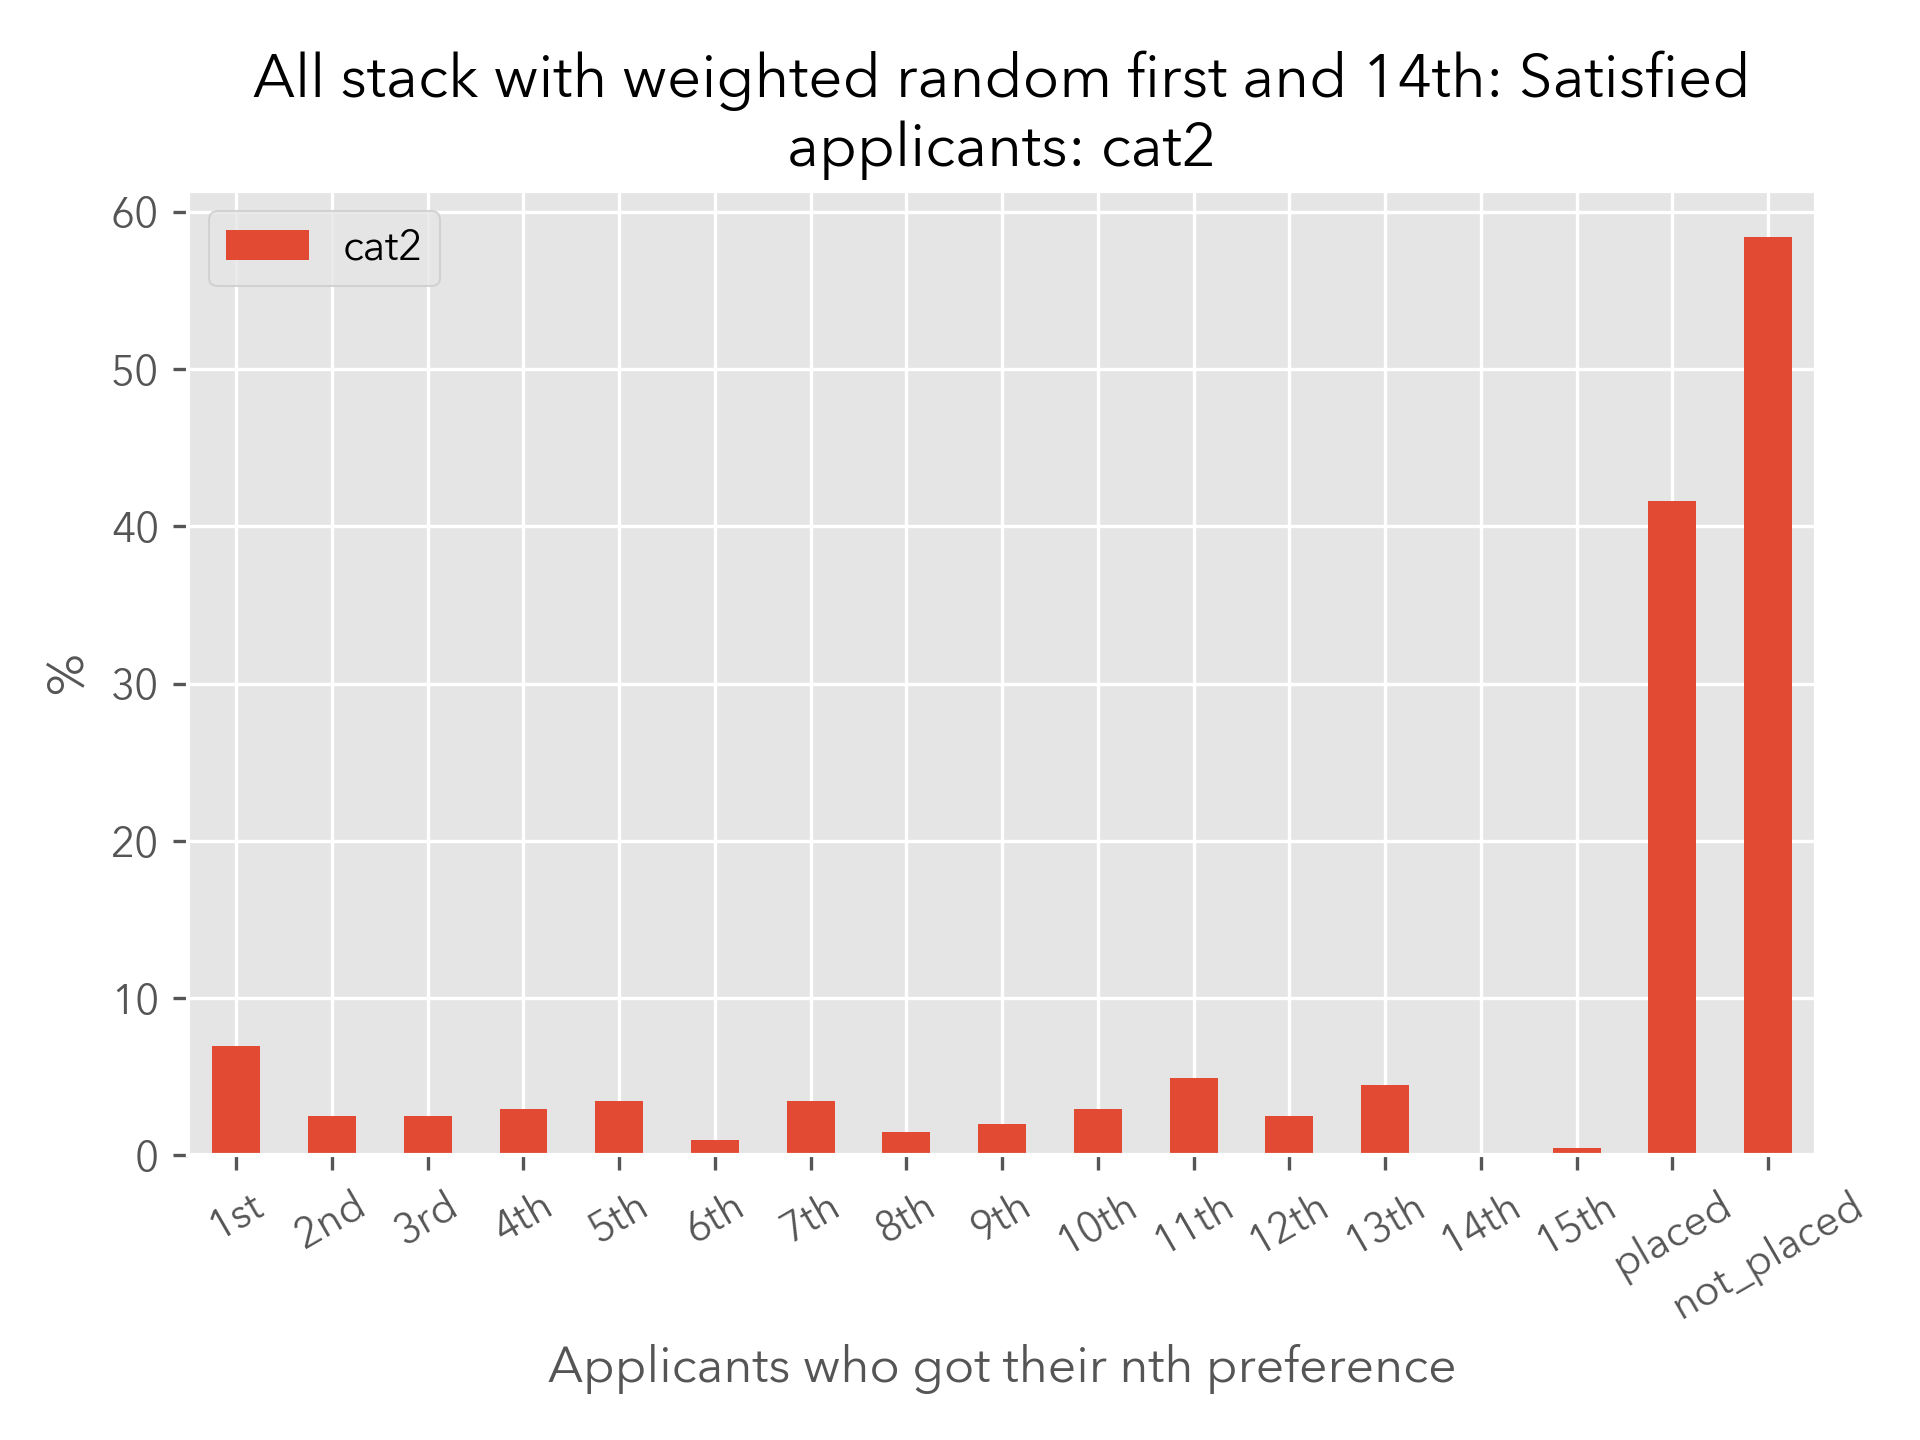 All stack with weighted random first and 14th: Satisfied
applicants: cat2
cat2
60
50
40
30
20
10
0
%
1st 2nd 3rd 4th 5th 6th 7th 8th 9th 10th 11th 12th 13th 14th 15th placed not_placed
Applicants who got their nth preference